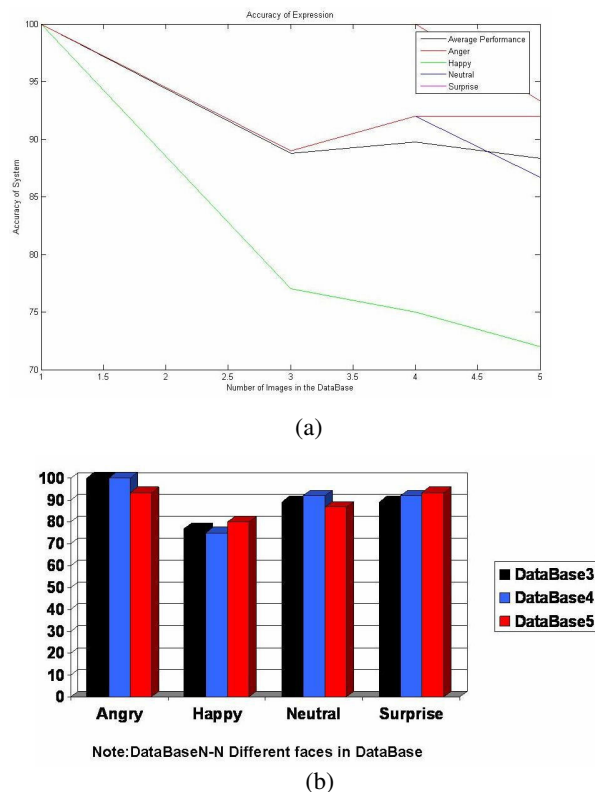 Accuracy of Expression
100
95
90
85
80
75
70
Accuracy of System
Average Performance
Anger
Happy
Neutral
Surprise
1 1.5 2 2.5 3 3.5 4 4.5 5
Number of Images in the DataBase
(a)
100
90
80
70
60
50
40
30
20
10
0
Angry Happy Neutral Surprise
DataBase3
DataBase4
DataBase5
Note:DataBaseN-N Different faces in DataBase
(b)